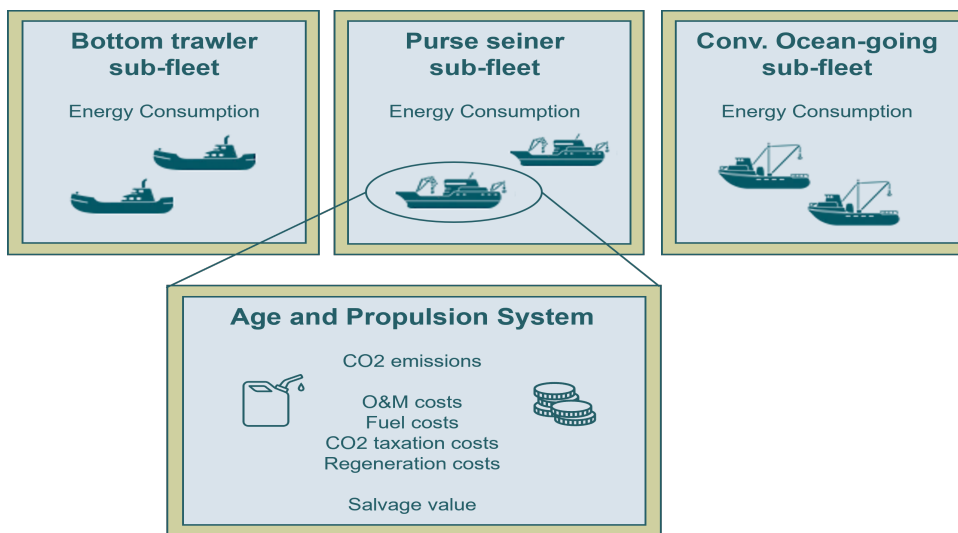 Bottom trawler
sub-fleet
Energy Consumption
Purse seiner
sub-fleet
Energy Consumption
Conv. Ocean-going
sub-fleet
Energy Consumption
Age and Propulsion System
CO2 emissions
O&M costs
Fuel costs
CO2 taxation costs
Regeneration costs
Salvage value